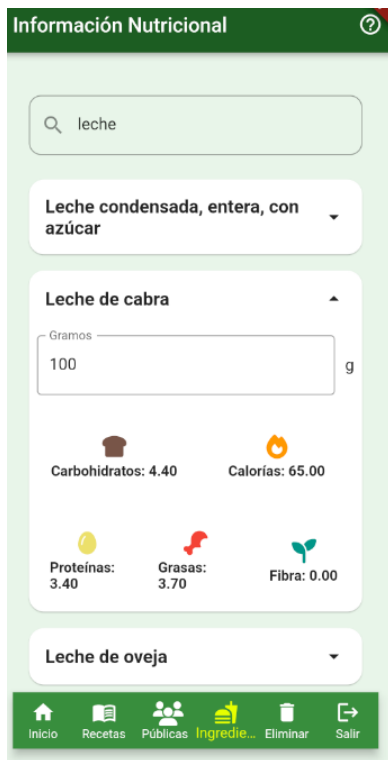 Información Nutricional
leche
Leche condensada, entera, con
azúcar
Leche de cabra
Gramos
100
g
Carbohidratos: 4.40
Calorías: 65.00
Proteínas:
3.40
Grasas:
3.70
Fibra: 0.00
Leche de oveja
Inicio
Recetas
Públicas
Ingredie...
Eliminar
Salir